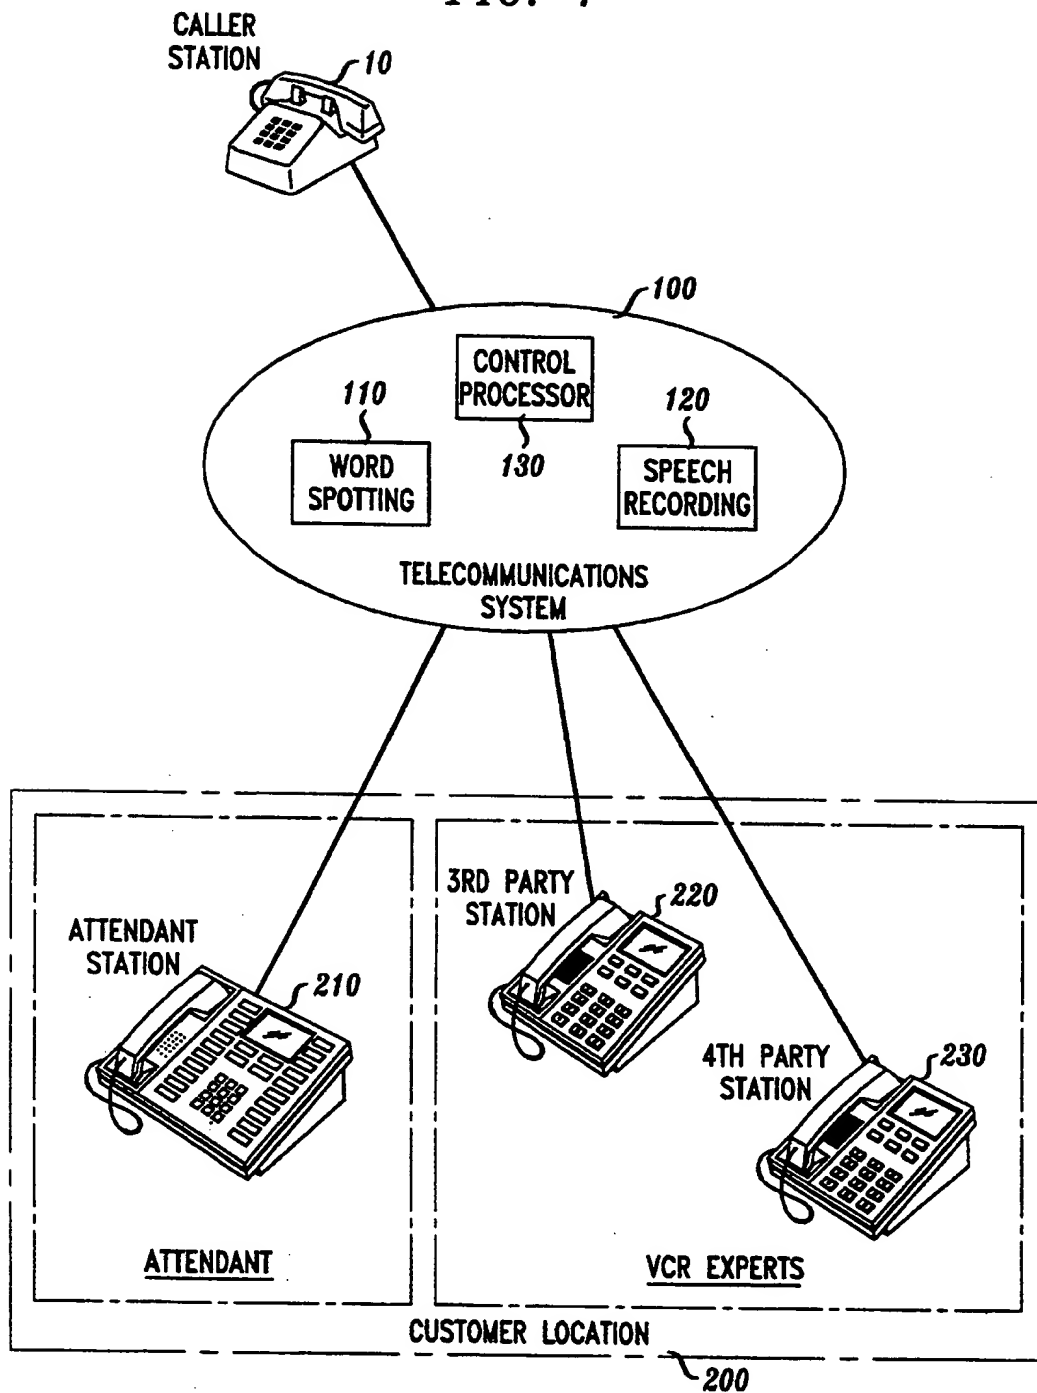 CALLER
STATION
10
100
CONTROL
PROCESSOR
130
110
WORD
SPOTTING
120
SPEECH
RECORDING
TELECOMMUNICATIONS
SYSTEM
ATTENDANT
STATION
210
3RD PARTY
STATION
220
4TH PARTY
STATION
230
ATTENDANT
VCR EXPERTS
CUSTOMER LOCATION
200